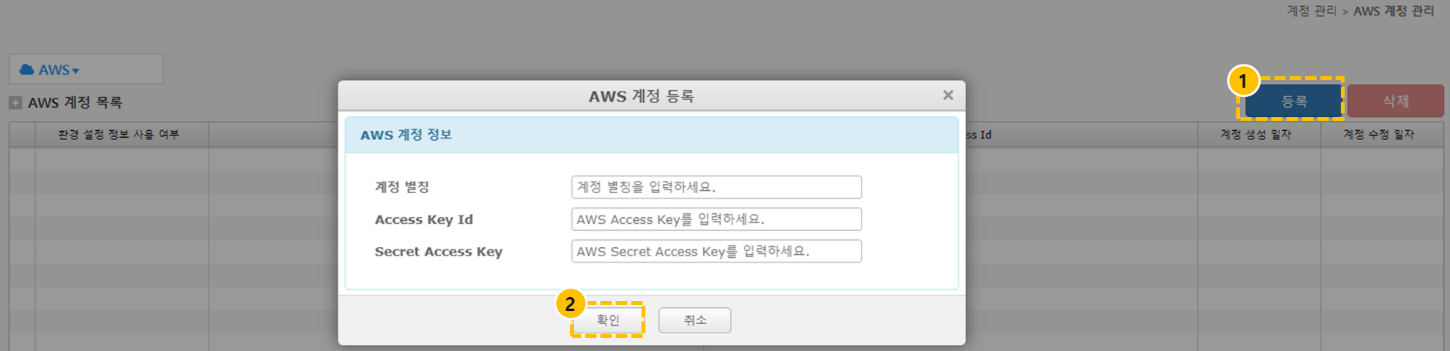 계정 관리 > AWS 계정 관리
AWS
AWS 계정 목록
1
등록
삭제
환경 설정 정보 사용 여부
ss Id
계정 생성 일자
계정 수정 일자
AWS 계정 등록
×
AWS 계정 정보
계정 별칭
계정 별칭을 입력하세요.
Access Key Id
AWS Access Key를 입력하세요.
Secret Access Key
AWS Secret Access Key를 입력하세요.
2
확인
취소